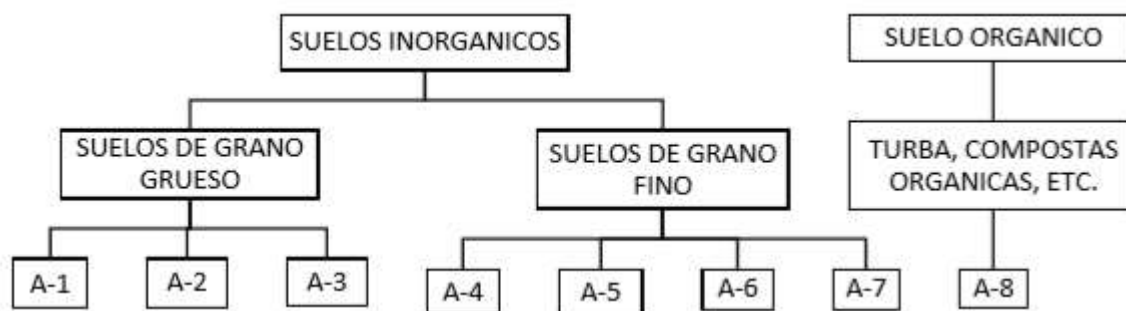 SUELOS INORGANICOS
SUELO ORGANICO
SUELOS DE GRANO
GRUESO
SUELOS DE GRANO
FINO
TURBA, COMPOSTAS
ORGANICAS, ETC.
A-1
A-2
A-3
A-4
A-5
A-6
A-7
A-8